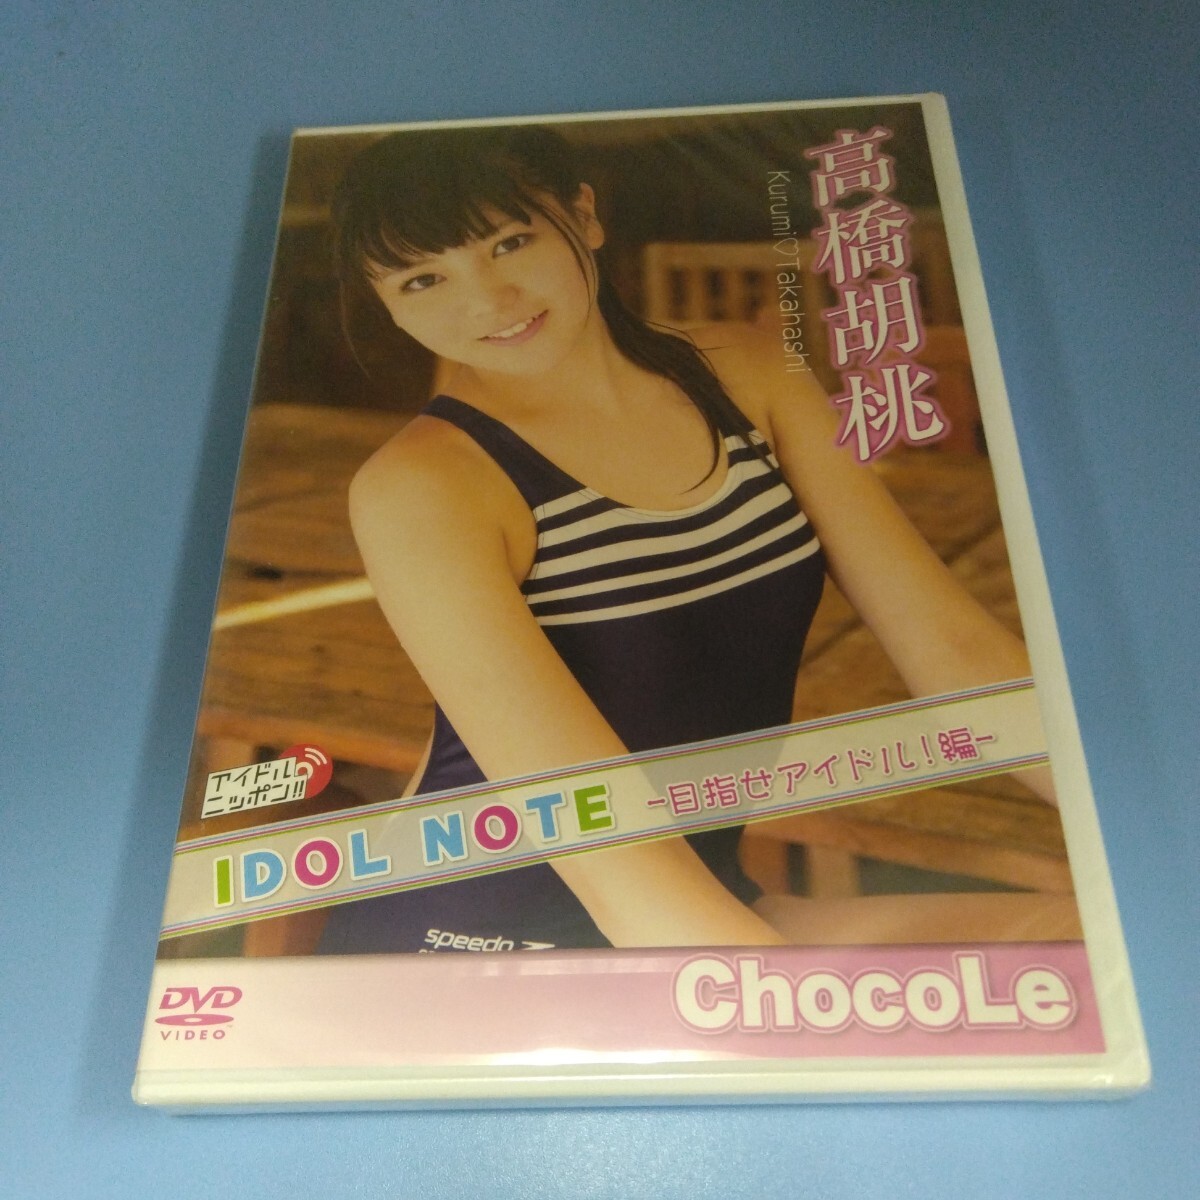 高橋胡桃
Kurumi♡Takahashi
アイドル
ニッポン!!!
IDOL NOTE -目指せアイドル!編-
speedo
ChocoLe
DVD
VIDEO